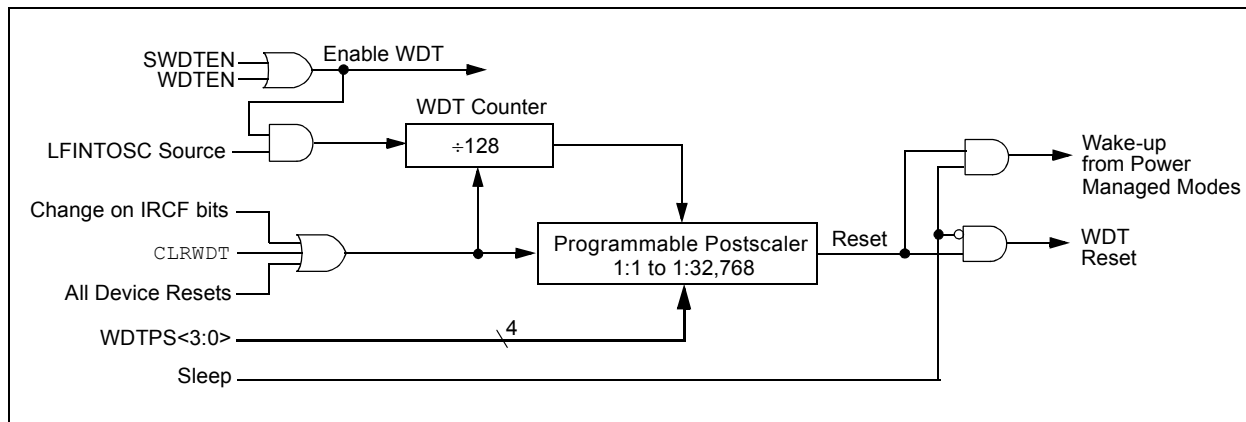 SWDTEN
WDTEN
Enable WDT
WDT Counter
÷128
LFINTOSC Source
Wake-up
from Power
Managed Modes
Change on IRCF bits
CLRWDT
All Device Resets
Programmable Postscaler
1:1 to 1:32,768
Reset
WDT
Reset
WDTPS<3:0>
4
Sleep